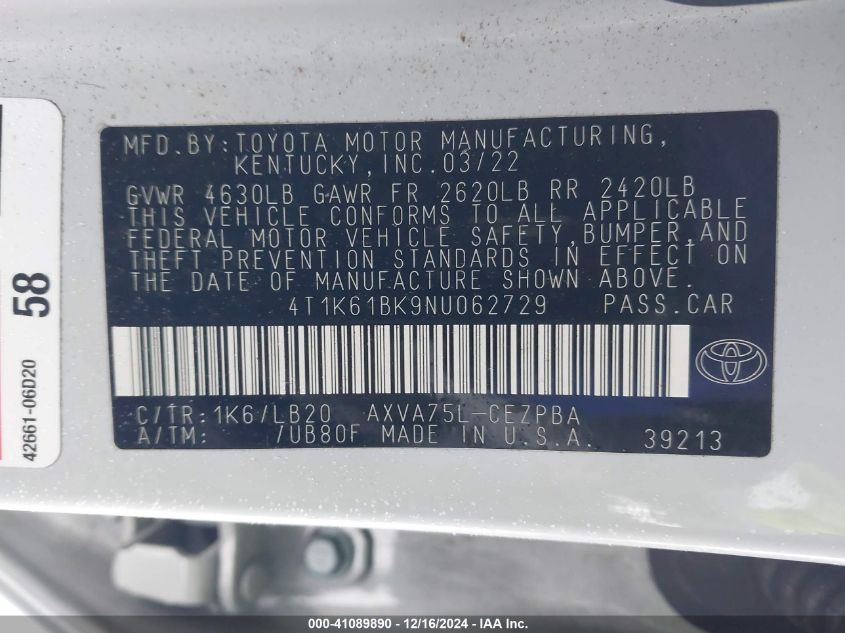 MFD.BY:TOYOTA MOTOR MANUFACTURING,
KENTUCKY,INC.03/22
GVWR 4630LB GAWR FR 2620LB RR 2420LB
THIS VEHICLE CONFORMS TO ALL APPLICABLE
FEDERAL MOTOR VEHICLE SAFETY,BUMPER,AND
THEFT PREVENTION STANDARDS IN EFFECT ON
THE DATE OF MANUFACTURE SHOWN ABOVE.
4T1K61BK9NU062729 PASS.CAR
C/TR:1K6/LB20 AXVA75L-CEZPBA
A/TM: /UB80F MADE IN U.S.A. 39213
58
42661-06D20
000-41089890 - 12/16/2024 - IAA Inc.